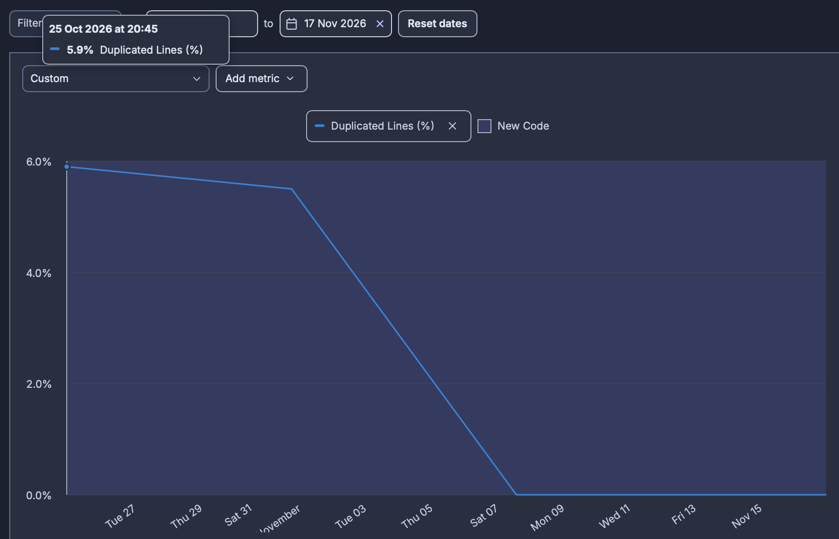 Filter
25 Oct 2026 at 20:45
5.9% Duplicated Lines (%)
to
17 Nov 2026
Reset dates
Custom
Add metric
Duplicated Lines (%)
New Code
6.0%
4.0%
2.0%
0.0%
Tue 27
Thu 29
Sat 31
ovember
Tue 03
Thu 05
Sat 07
Mon 09
Wed 11
Fri 13
Nov 15